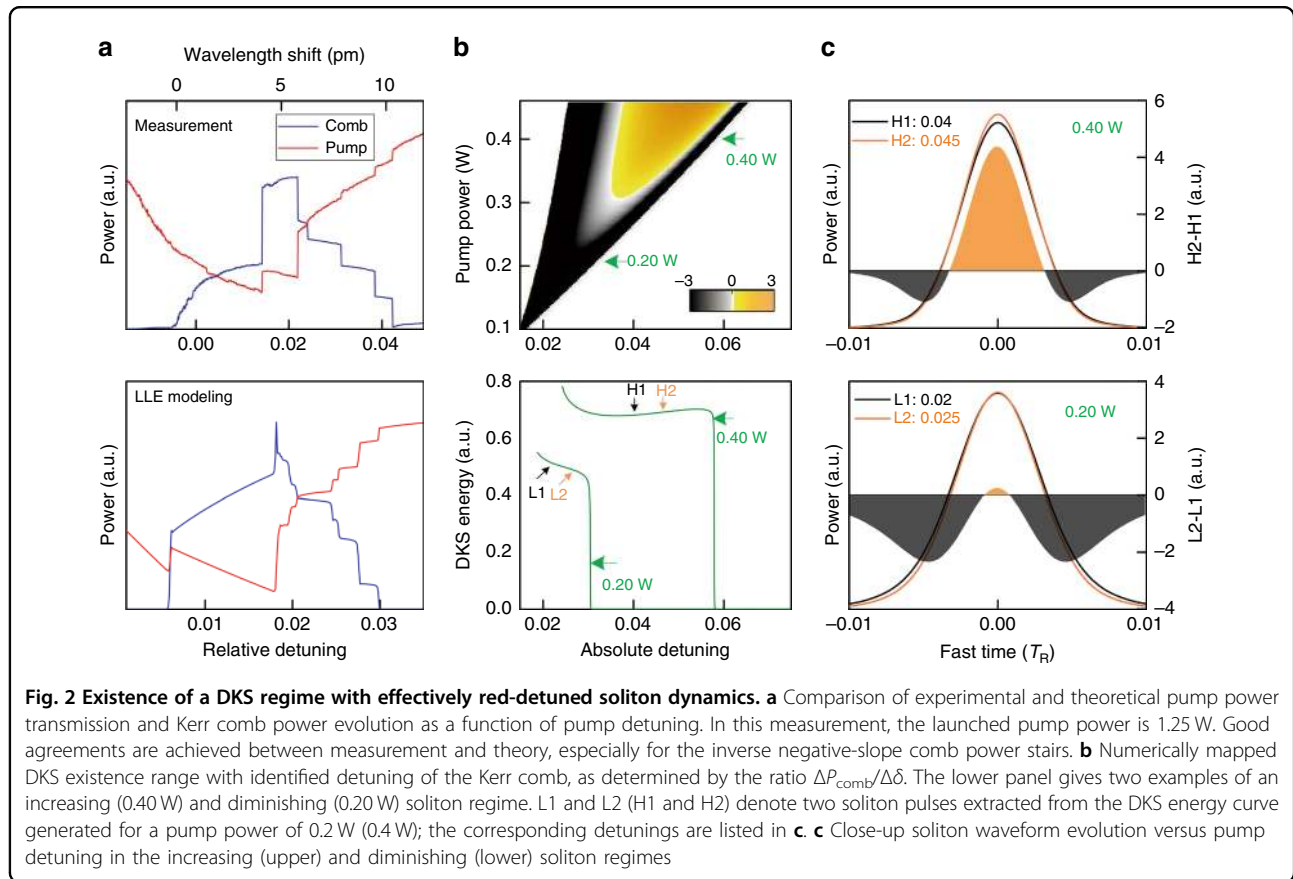 a
Wavelength shift (pm)
0 5 10
Measurement
Comb
Pump
Power (a.u.)
0.00 0.02 0.04
LLE modeling
Power (a.u.)
0.01 0.02 0.03
Relative detuning
b
Pump power (W)
0.4
0.3
0.2
0.1
0.40 W
0.20 W
−3 0 3
0.02 0.04 0.06
DKS energy (a.u.)
0.8
0.6
0.4
0.2
0.0
H1 H2
L1 L2
0.40 W
0.20 W
0.02 0.04 0.06
Absolute detuning
c
H1: 0.04
H2: 0.045
0.40 W
Power (a.u.)
6
4
2
0
−2
H2-H1 (a.u.)
−0.01 0.00 0.01
L1: 0.02
L2: 0.025
0.20 W
Power (a.u.)
4
2
0
−2
−4
L2-L1 (a.u.)
−0.01 0.00 0.01
Fast time (TR)
Fig. 2 Existence of a DKS regime with effectively red-detuned soliton dynamics. a Comparison of experimental and theoretical pump power
transmission and Kerr comb power evolution as a function of pump detuning. In this measurement, the launched pump power is 1.25 W. Good
agreements are achieved between measurement and theory, especially for the inverse negative-slope comb power stairs. b Numerically mapped
DKS existence range with identified detuning of the Kerr comb, as determined by the ratio ΔPcomb/Δδ. The lower panel gives two examples of an
increasing (0.40 W) and diminishing (0.20 W) soliton regime. L1 and L2 (H1 and H2) denote two soliton pulses extracted from the DKS energy curve
generated for a pump power of 0.2 W (0.4 W); the corresponding detunings are listed in c. c Close-up soliton waveform evolution versus pump
detuning in the increasing (upper) and diminishing (lower) soliton regimes